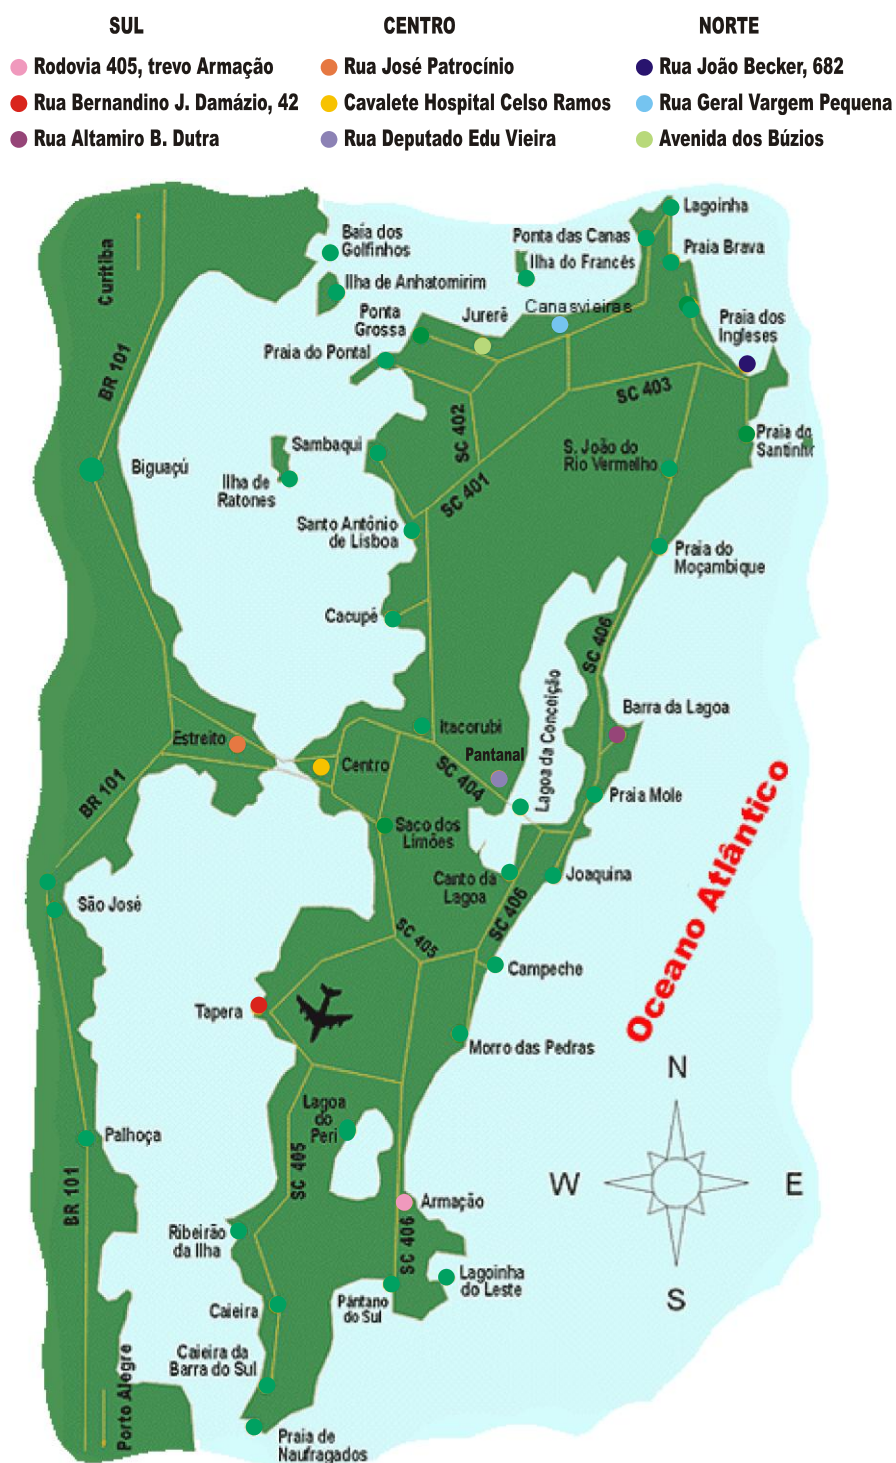 SUL
CENTRO
NORTE
Rodovia 405, trevo Armação
Rua José Patrocínio
Rua João Becker, 682
Rua Bernandino J. Damázio, 42
Cavalete Hospital Celso Ramos
Rua Geral Vargem Pequena
Rua Altamiro B. Dutra
Rua Deputado Edu Vieira
Avenida dos Búzios
Lagoinha
Baía dos
Golfinhos
Ponta das Canas
Praia Brava
Curitiba
Ilha do Francês
Ilha de Anhatomirim
Canasvieiras
Ponta
Grossa
Jurerê
Praia dos
Ingleses
Praia do Pontal
BR 101
SC 403
SC 402
Sambaqui
S. João do
Rio Vermelho
Praia do
Santinh
Biguaçú
Ilha de
Ratones
SC 401
Santo Antônio
de Lisboa
Praia do
Moçambique
Cacupê
SC 406
Lagoa da Conceição
Barra da Lagoa
Itacorubi
Estreito
Pantanal
Centro
SC 404
BR 101
Praia Mole
Oceano Atlântico
Saco dos
Limões
Canto da
Lagoa
Joaquina
São José
SC 406
SC 405
Campeche
Tapera
Morro das Pedras
N
Lagoa
do
Peri
Palhoça
SC 405
BR 101
W
E
Armação
Ribeirão
da Ilha
SC 406
Lagoinha
do Leste
S
Caieira
Pântano
do Sul
Caieira da
Barra do Sul
Porto Alegre
Praia de
Naufragados